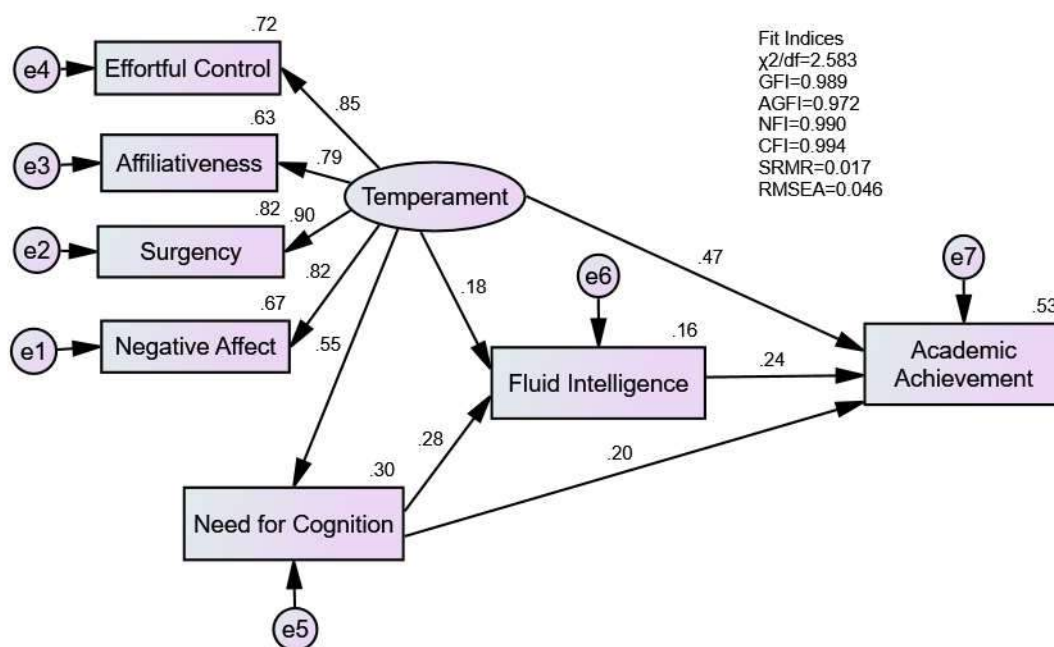 .72
e4
Effortful Control
.85
.63
e3
Affiliativeness
.79
Temperament
.82
.90
e2
Surgency
.82
.67
e1
Negative Affect
.55
.18
.47
e6
e7
.16
.53
Fluid Intelligence
.24
Academic
Achievement
.28
.20
.30
Need for Cognition
e5
Fit Indices
χ2/df=2.583
GFI=0.989
AGFI=0.972
NFI=0.990
CFI=0.994
SRMR=0.017
RMSEA=0.046